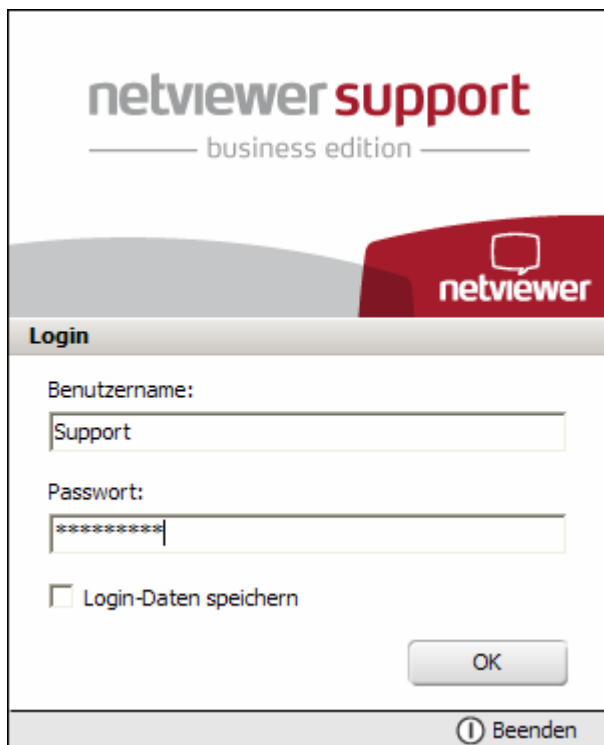 netviewer support
business edition
netviewer
Login
Benutzername:
Support
Passwort:
*********
Login-Daten speichern
OK
Beenden